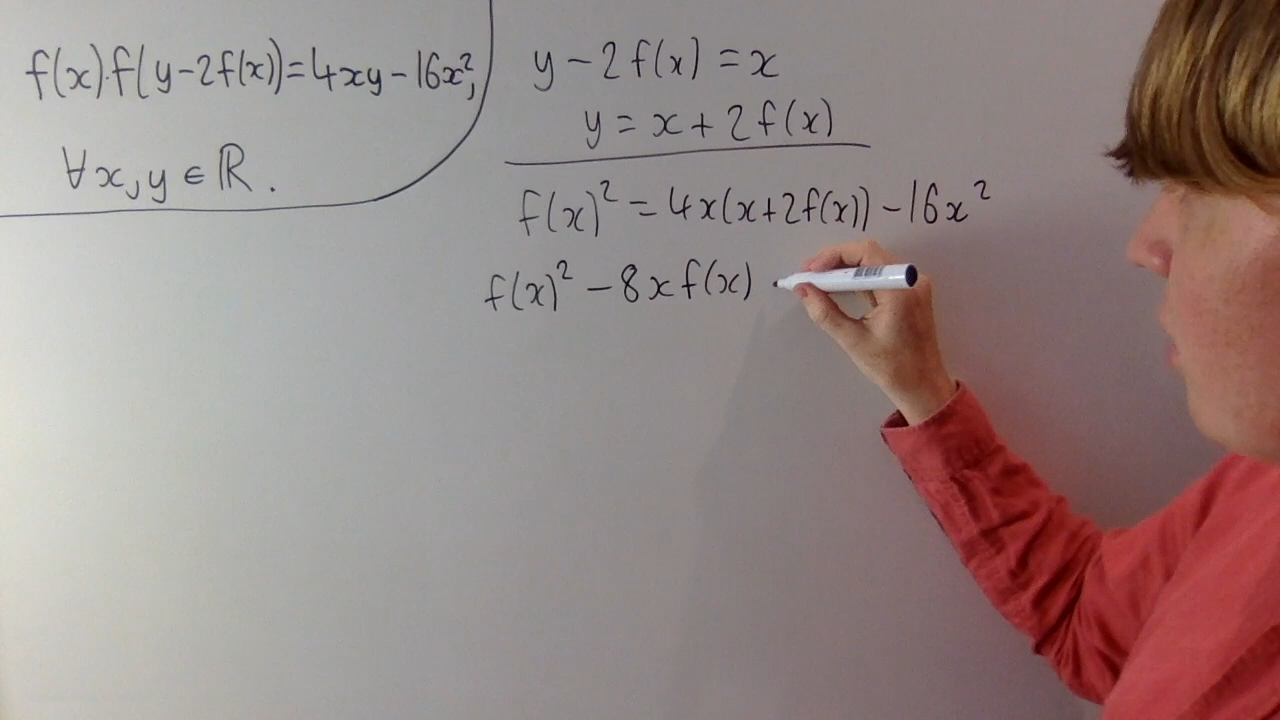 f(x)·f(y-2f(x))=4xy-16x²,
∀x,y∈ℝ.
y-2f(x)=x
y=x+2f(x)
f(x)²=4x(x+2f(x))-16x²
f(x)²-8xf(x)